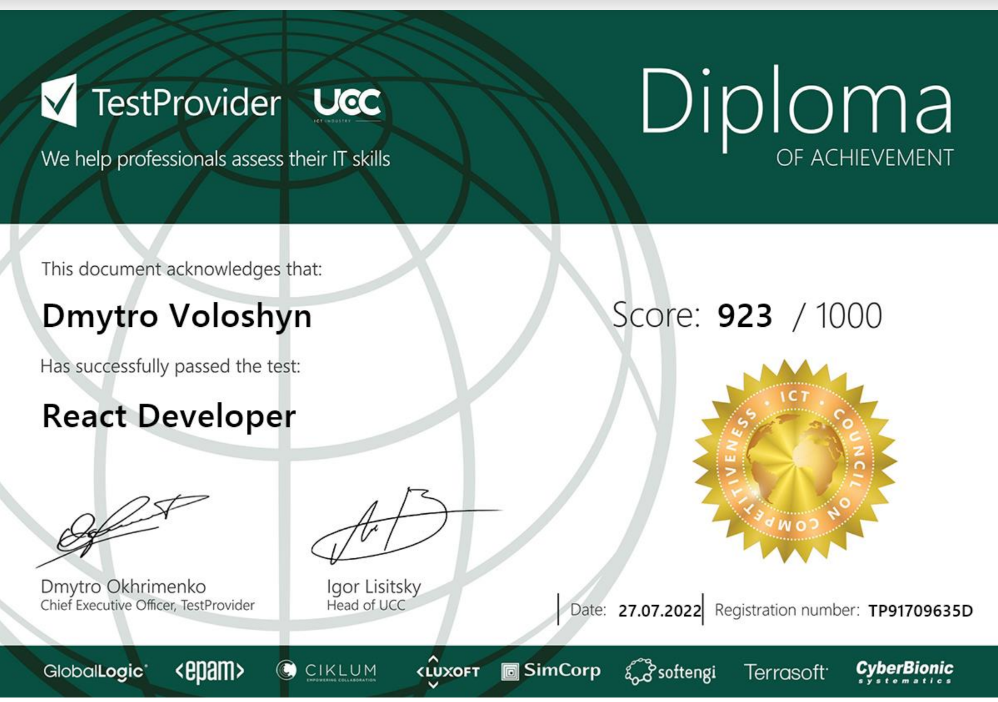 TestProvider UCC
ICT INDUSTRY
We help professionals assess their IT skills
Diploma
OF ACHIEVEMENT
This document acknowledges that:
Dmytro Voloshyn
Has successfully passed the test:
React Developer
Score: 923 / 1000
ICT · COUNCIL ON COMPETITIVENESS ·
Dmytro Okhrimenko
Chief Executive Officer, TestProvider
Igor Lisitsky
Head of UCC
Date: 27.07.2022 Registration number: TP91709635D
GlobalLogic <epam> CIKLUM <LUXOFT SimCorp softengi Terrasoft CyberBionic
EMPOWERING COLLABORATION systematics